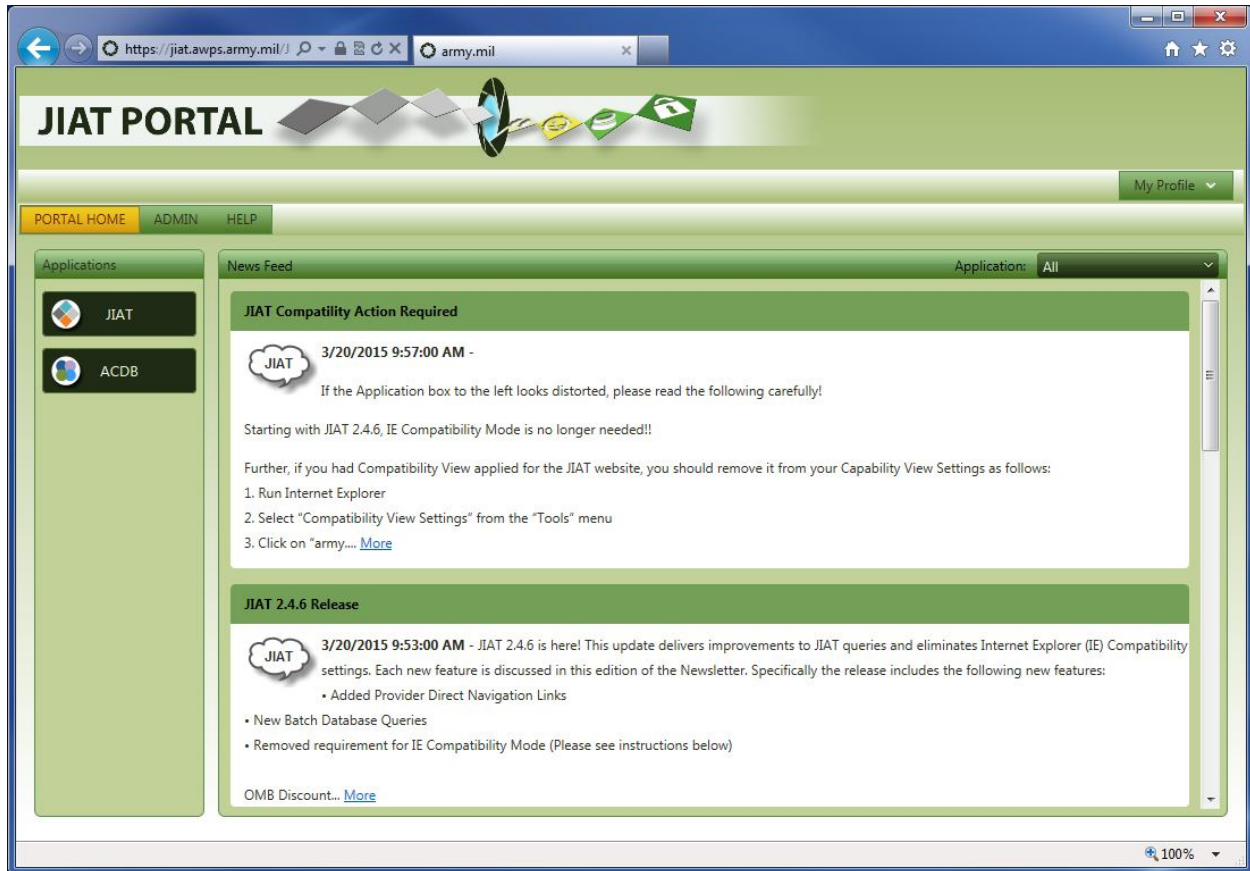 https://jiat.awps.army.mil/J
army.mil
JIAT PORTAL
My Profile
PORTAL HOME
ADMIN
HELP
Applications
JIAT
ACDB
News Feed
Application: All
JIAT Compatility Action Required
JIAT
3/20/2015 9:57:00 AM -
If the Application box to the left looks distorted, please read the following carefully!
Starting with JIAT 2.4.6, IE Compatibility Mode is no longer needed!!
Further, if you had Compatibility View applied for the JIAT website, you should remove it from your Capability View Settings as follows:
1. Run Internet Explorer
2. Select “Compatibility View Settings” from the “Tools” menu
3. Click on “army.... More
JIAT 2.4.6 Release
JIAT
3/20/2015 9:53:00 AM - JIAT 2.4.6 is here! This update delivers improvements to JIAT queries and eliminates Internet Explorer (IE) Compatibility
settings. Each new feature is discussed in this edition of the Newsletter. Specifically the release includes the following new features:
• Added Provider Direct Navigation Links
• New Batch Database Queries
• Removed requirement for IE Compatibility Mode (Please see instructions below)
OMB Discount... More
100%